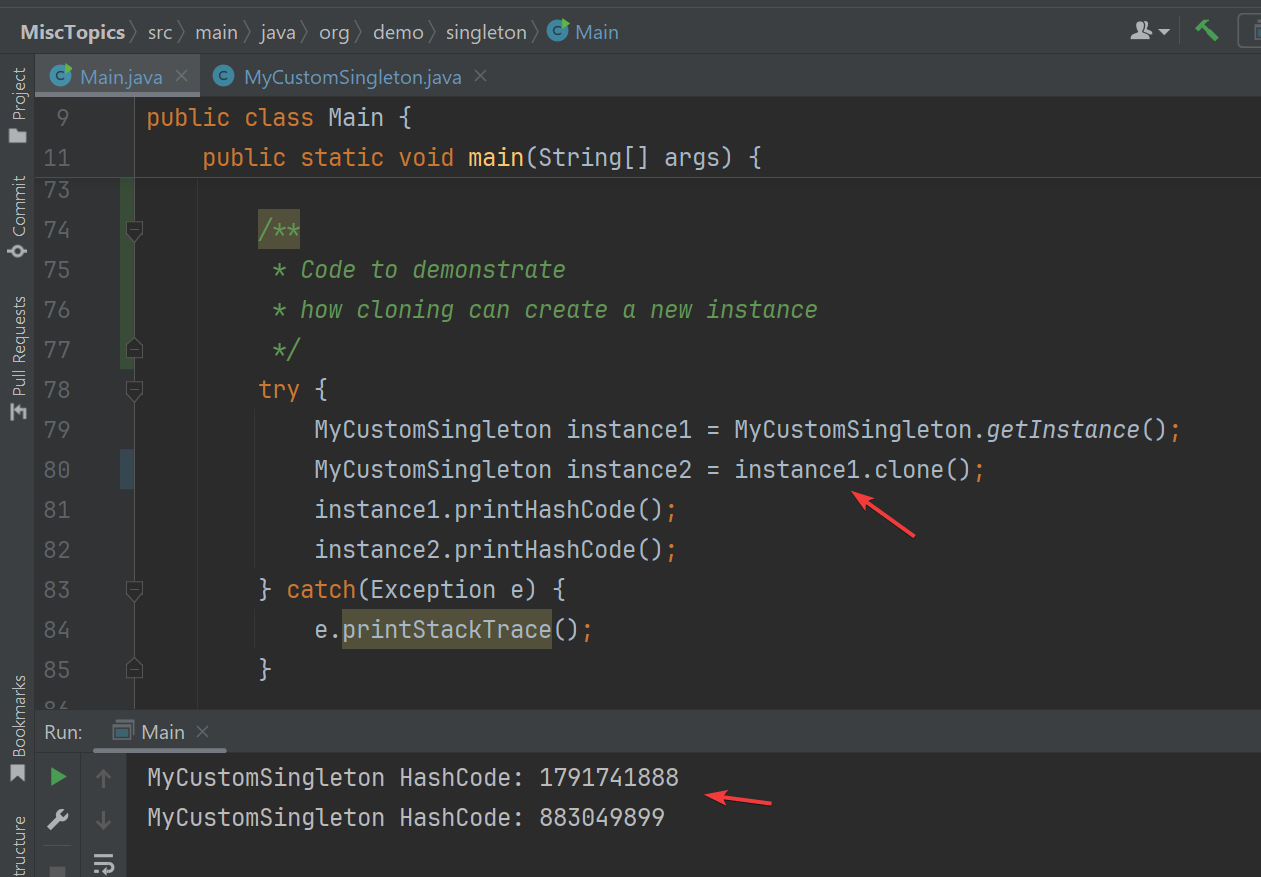 MiscTopics src main java org demo singleton Main
Main.java MyCustomSingleton.java
Project
Commit
Pull Requests
Bookmarks
tructure
9 public class Main {
11 public static void main(String[] args) {
73
74 /**
75 * Code to demonstrate
76 * how cloning can create a new instance
77 */
78 try {
79 MyCustomSingleton instance1 = MyCustomSingleton.getInstance();
80 MyCustomSingleton instance2 = instance1.clone();
81 instance1.printHashCode();
82 instance2.printHashCode();
83 } catch(Exception e) {
84 e.printStackTrace();
85 }
86
Run: Main
MyCustomSingleton HashCode: 1791741888
MyCustomSingleton HashCode: 883049899